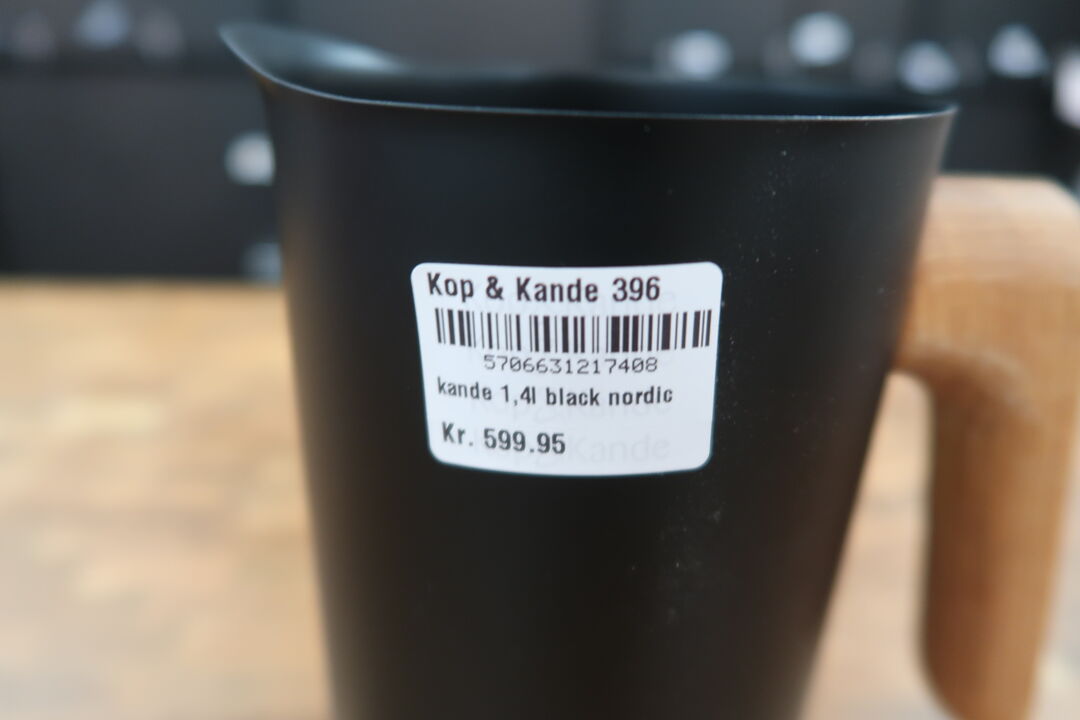 Kop & Kande 396
5706631217408
kande 1,4l black nordic
Kr. 599.95